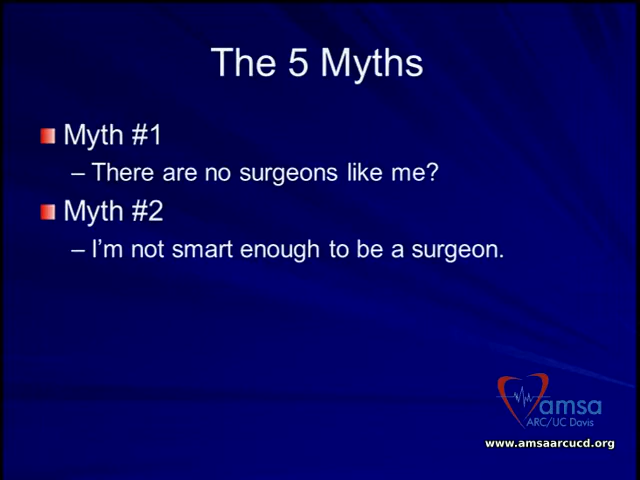 The 5 Myths
Myth #1
– There are no surgeons like me?
Myth #2
– I'm not smart enough to be a surgeon.
amsa
ARC/UC Davis
www.amsaarcucd.org